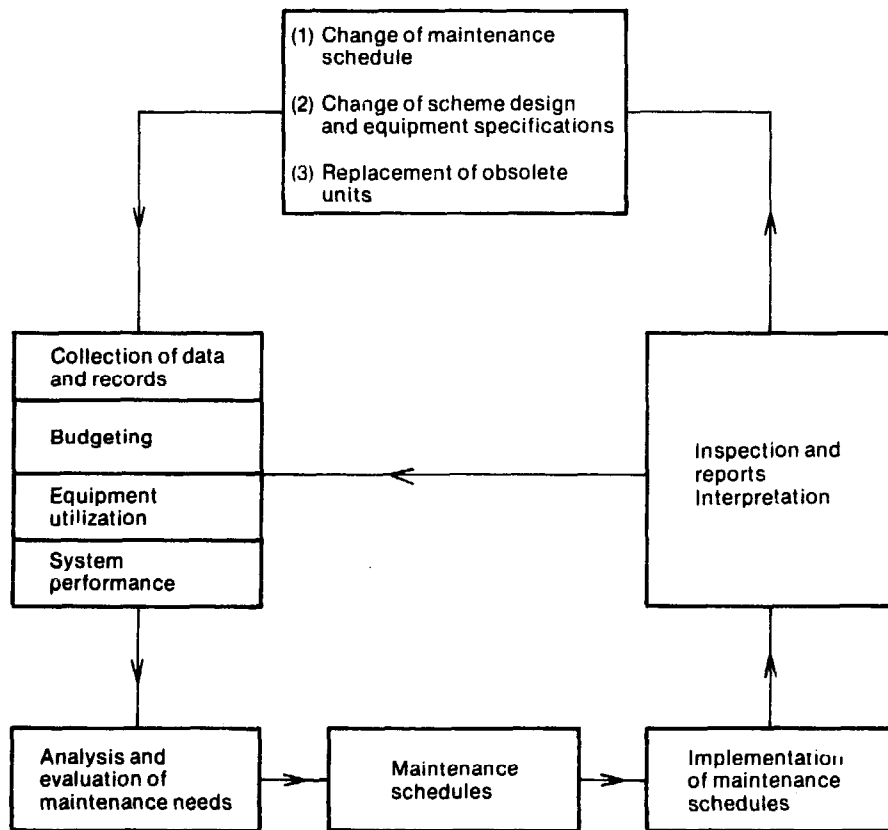 (1) Change of maintenance
schedule
(2) Change of scheme design
and equipment specifications
(3) Replacement of obsolete
units
Collection of data
and records
Budgeting
Equipment
utilization
System
performance
Inspection and
reports
Interpretation
Analysis and
evaluation of
maintenance needs
Maintenance
schedules
Implementation
of maintenance
schedules